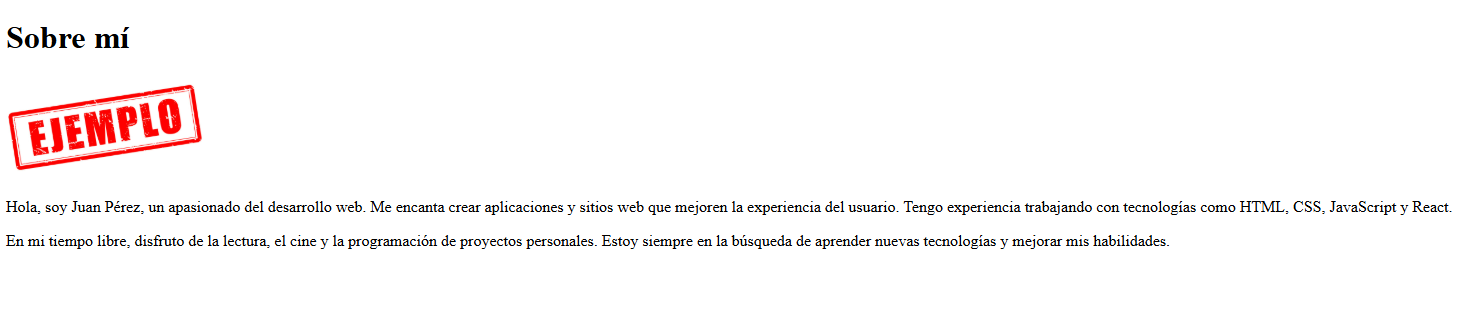 Sobre mí
EJEMPLO
Hola, soy Juan Pérez, un apasionado del desarrollo web. Me encanta crear aplicaciones y sitios web que mejoren la experiencia del usuario. Tengo experiencia trabajando con tecnologías como HTML, CSS, JavaScript y React.
En mi tiempo libre, disfruto de la lectura, el cine y la programación de proyectos personales. Estoy siempre en la búsqueda de aprender nuevas tecnologías y mejorar mis habilidades.